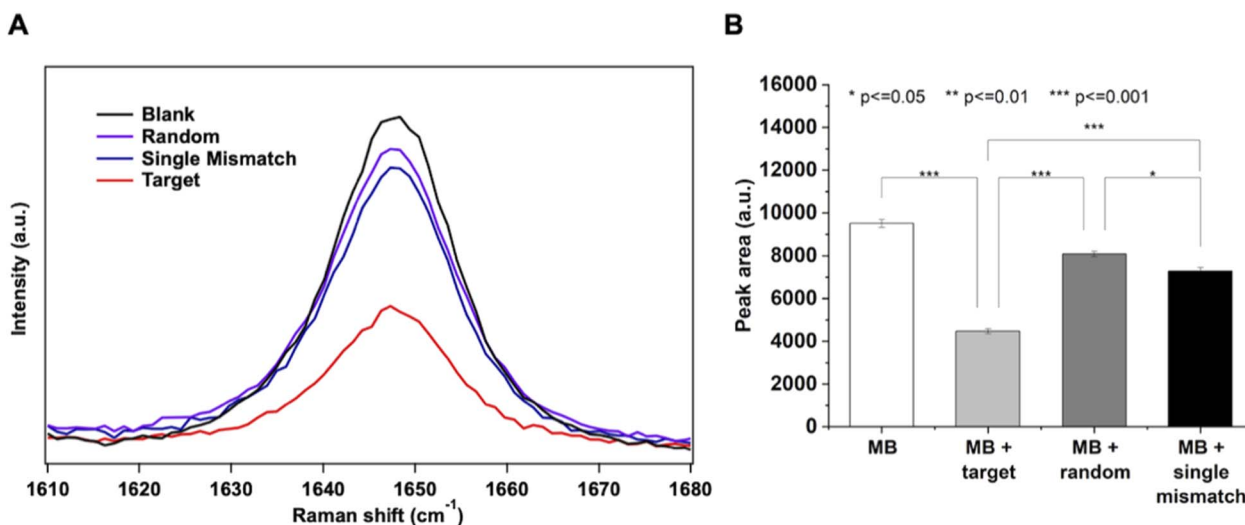 A
Intensity (a.u.)
Blank
Random
Single Mismatch
Target
1610 1620 1630 1640 1650 1660 1670 1680
Raman shift (cm⁻¹)
B
Peak area (a.u.)
16000
14000
12000
10000
8000
6000
4000
2000
0
* p<=0.05 ** p<=0.01 *** p<=0.001
***
*** *** *
MB MB + MB + MB +
target random single
mismatch